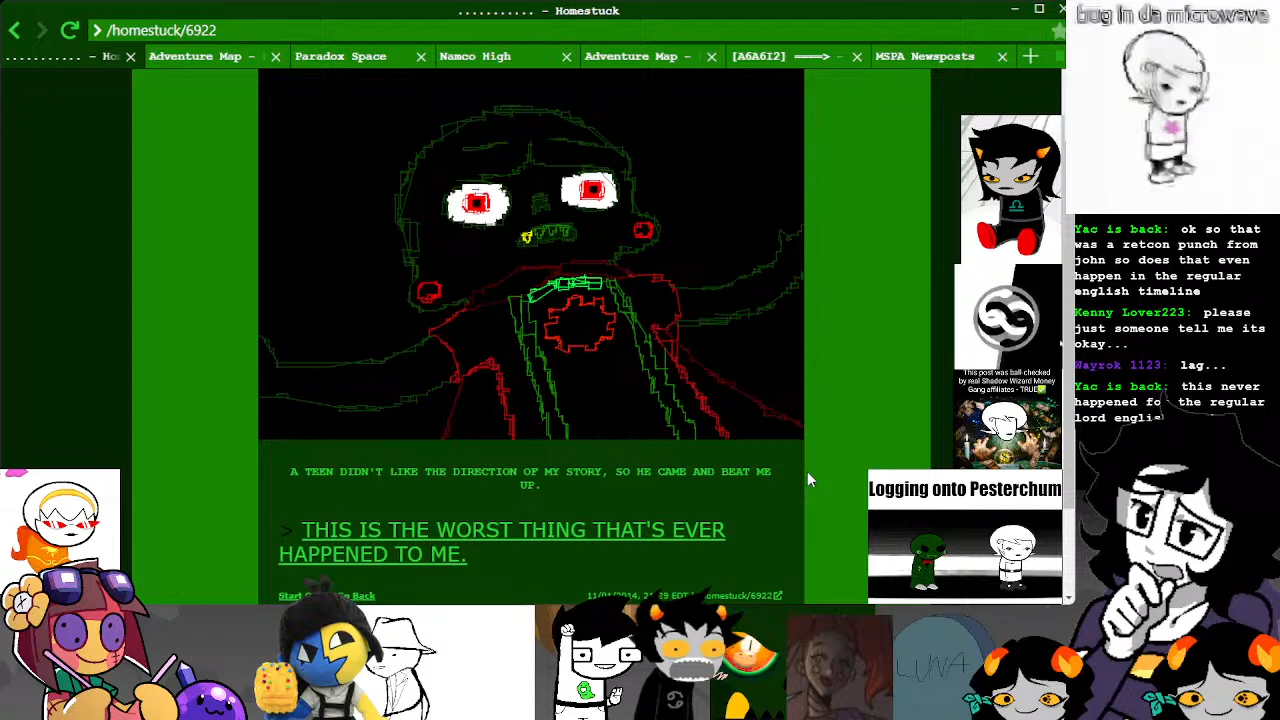 .......... - Homestuck
bug in da microwave
/homestuck/6922
.......... - Ho
Adventure Map -
Paradox Space
Namco High
Adventure Map -
[A6A6I2] ====> -
MSPA Newsposts
Yac is back: ok so that
was a retcon punch from
john so does that even
happen in the regular
english timeline
Kenny Lover223: please
just someone tell me its
okay...
Wayrok 1123: lag...
Yac is back: this never
happened fo the regular
lord englis
This post was ball-checked
by real Shadow Wizard Money
Gang affiliates - TRUE✅
A TEEN DIDN'T LIKE THE DIRECTION OF MY STORY, SO HE CAME AND BEAT ME
UP.
Logging onto Pesterchum
> THIS IS THE WORST THING THAT'S EVER
HAPPENED TO ME.
Back
omestuck/6922
LUNA